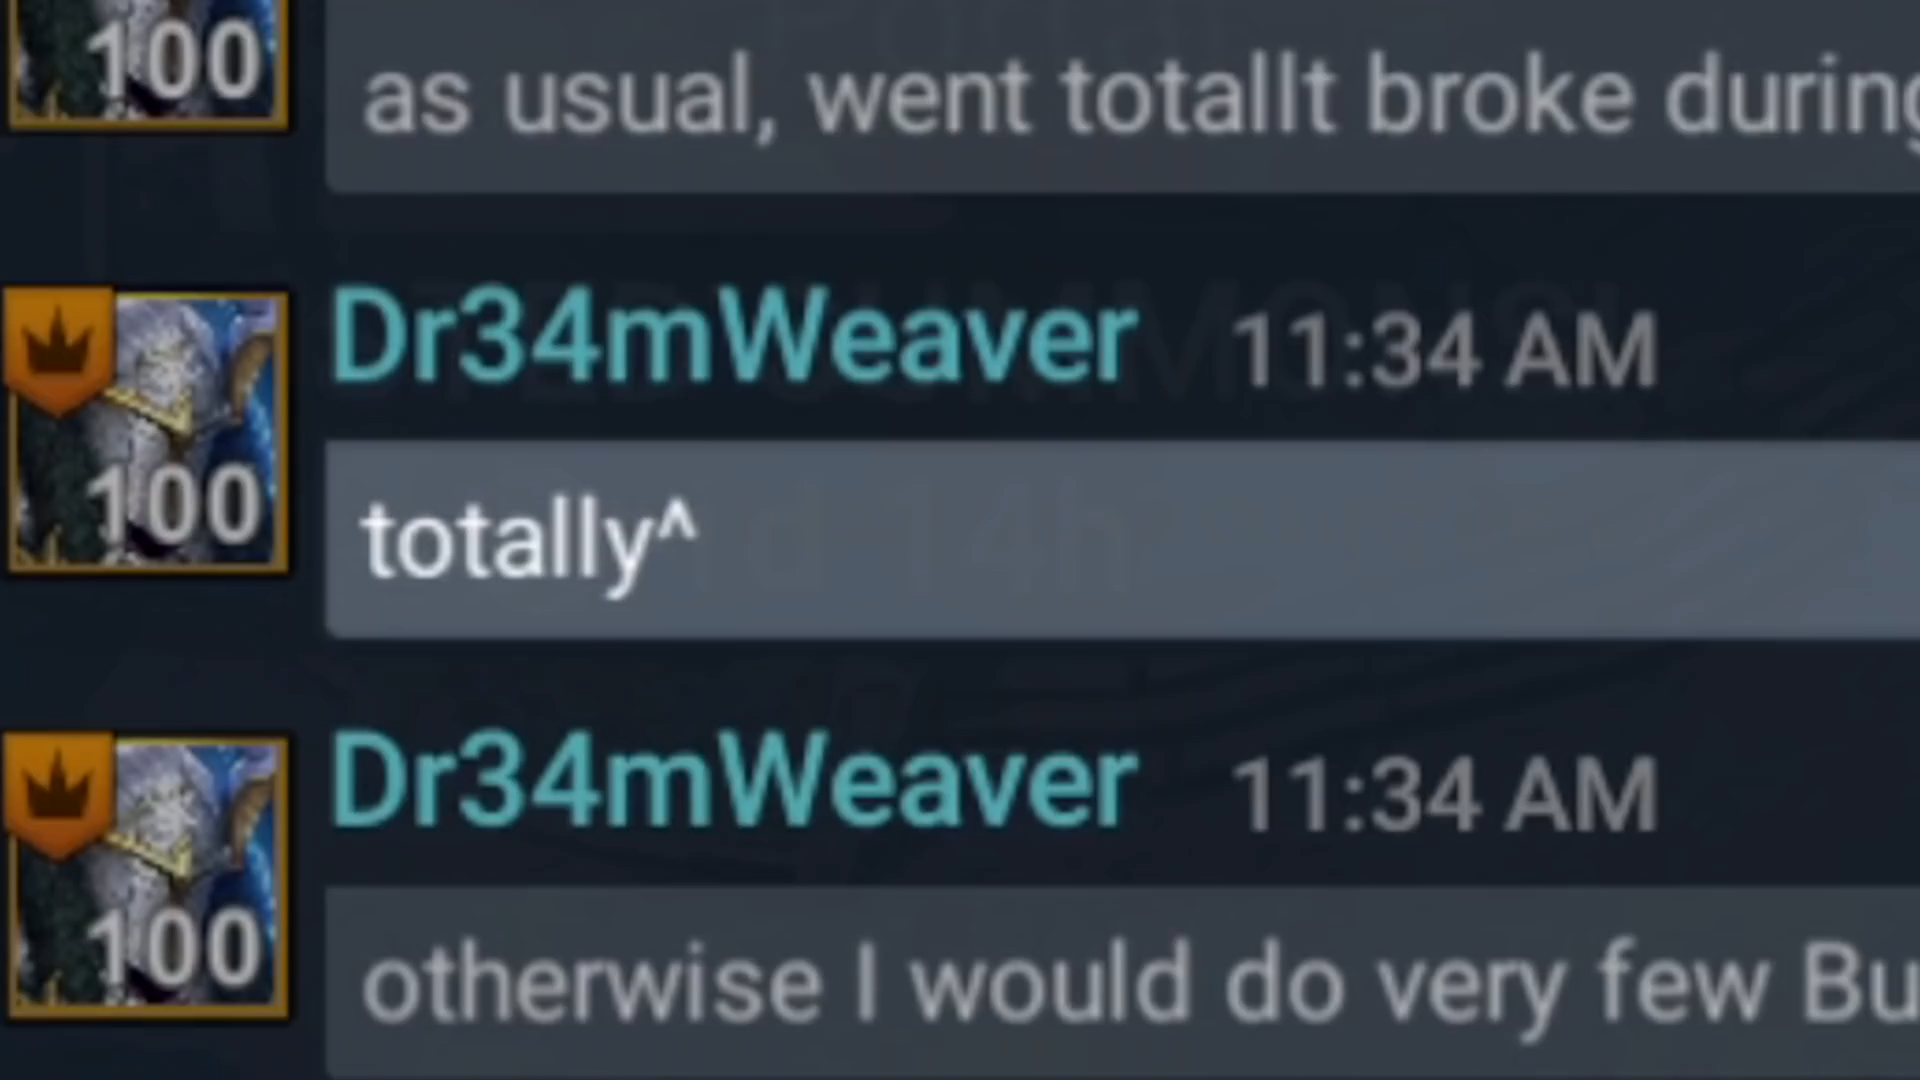 100
as usual, went totallt broke during
Dr34mWeaver 11:34 AM
100
totally^
Dr34mWeaver 11:34 AM
100
otherwise I would do very few Bu